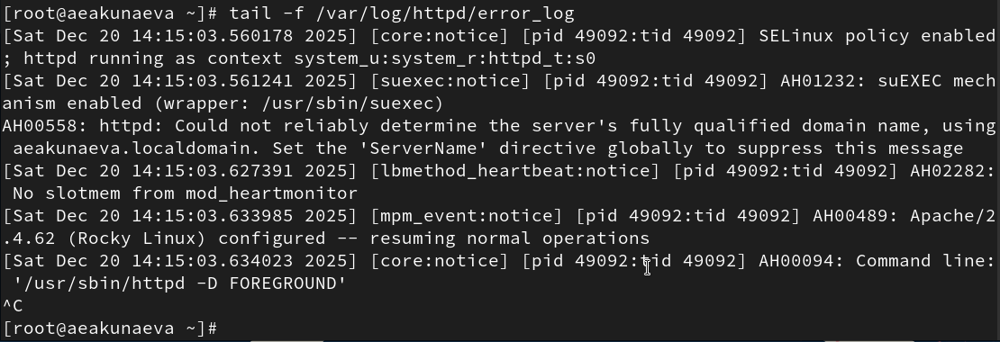 [root@aeakunaeva ~]# tail -f /var/log/httpd/error_log
[Sat Dec 20 14:15:03.560178 2025] [core:notice] [pid 49092:tid 49092] SELinux policy enabled
; httpd running as context system_u:system_r:httpd_t:s0
[Sat Dec 20 14:15:03.561241 2025] [suexec:notice] [pid 49092:tid 49092] AH01232: suEXEC mech
anism enabled (wrapper: /usr/sbin/suexec)
AH00558: httpd: Could not reliably determine the server's fully qualified domain name, using
 aeakunaeva.localdomain. Set the 'ServerName' directive globally to suppress this message
[Sat Dec 20 14:15:03.627391 2025] [lbmethod_heartbeat:notice] [pid 49092:tid 49092] AH02282:
 No slotmem from mod_heartmonitor
[Sat Dec 20 14:15:03.633985 2025] [mpm_event:notice] [pid 49092:tid 49092] AH00489: Apache/2
.4.62 (Rocky Linux) configured -- resuming normal operations
[Sat Dec 20 14:15:03.634023 2025] [core:notice] [pid 49092:tid 49092] AH00094: Command line:
 '/usr/sbin/httpd -D FOREGROUND'
^C
[root@aeakunaeva ~]#